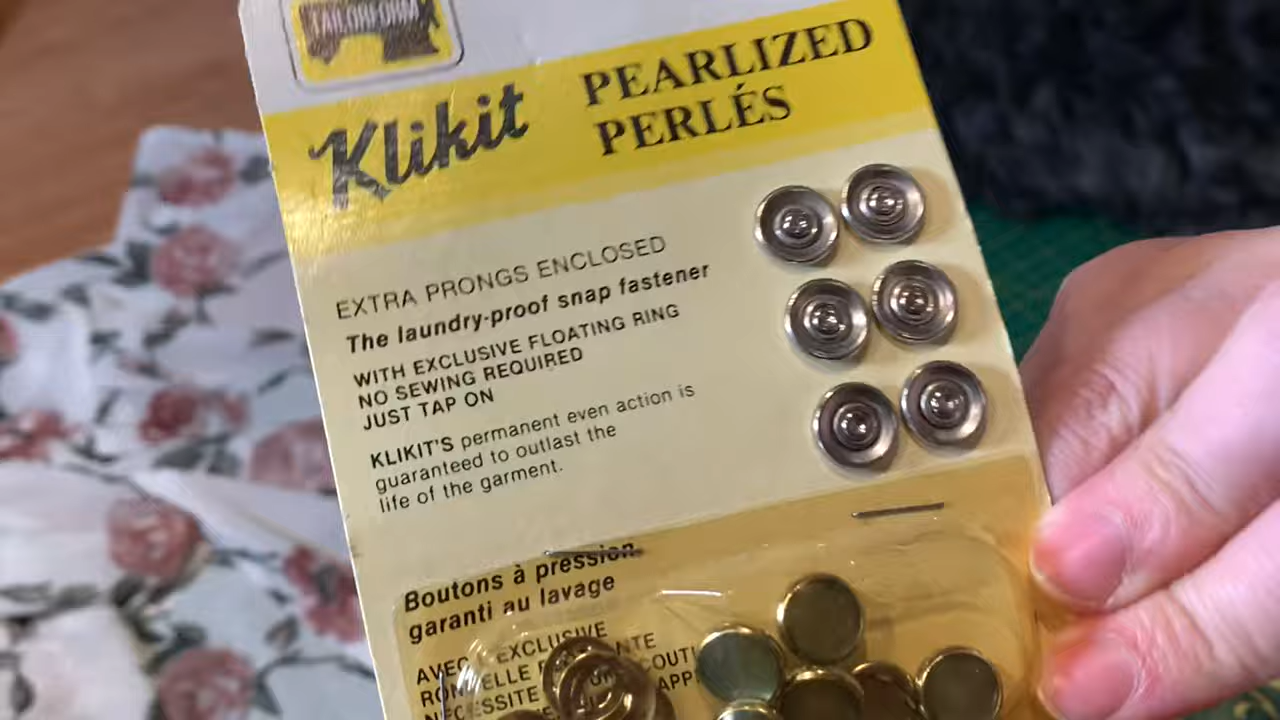 TAILORFORM
Klikit
PEARLIZED
PERLÉS
EXTRA PRONGS ENCLOSED
The laundry-proof snap fastener
WITH EXCLUSIVE FLOATING RING
NO SEWING REQUIRED
JUST TAP ON
KLIKIT'S permanent even action is
guaranteed to outlast the
life of the garment.
Boutons à pression.
garanti au lavage
EXCLUSIVE